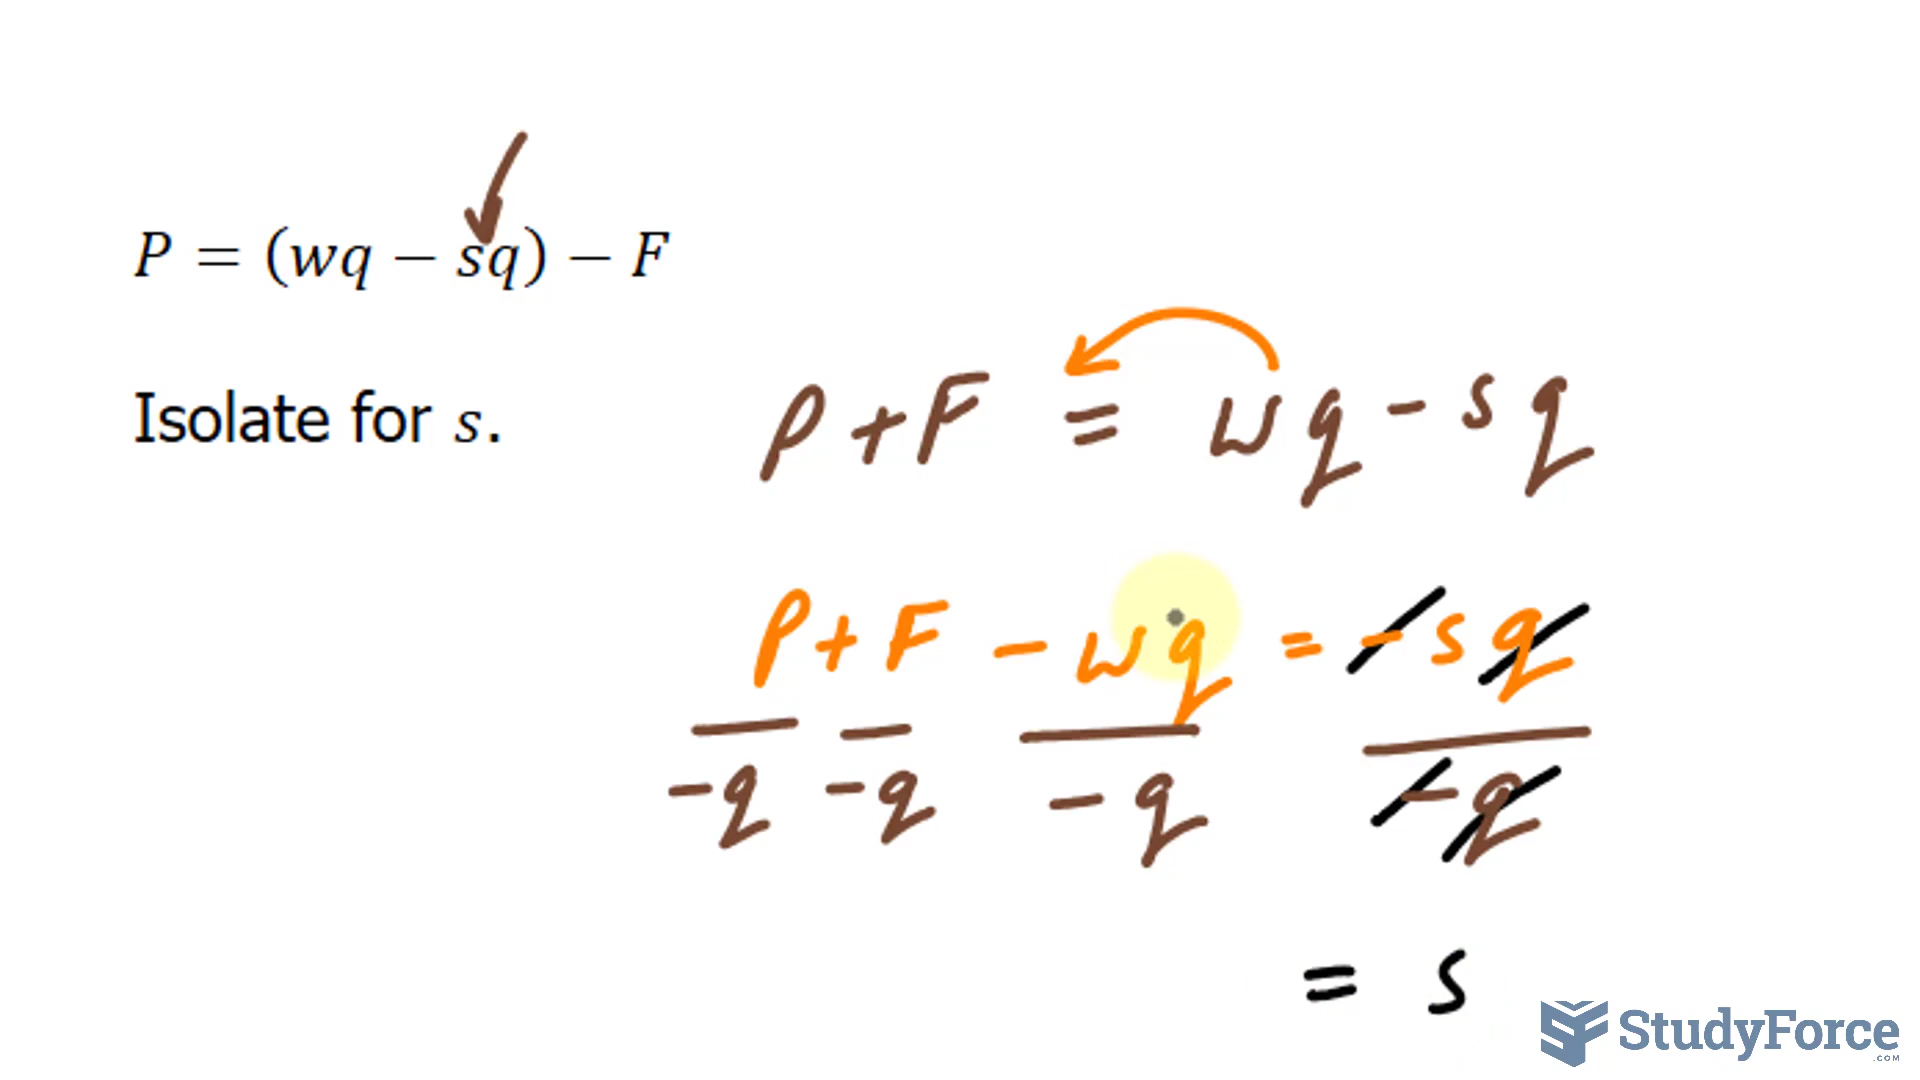 P = (wq − sq) − F
Isolate for s.
P + F = wq - sq
P + F - wq = - sq
-q -q -q -q
= s
StudyForce
.COM